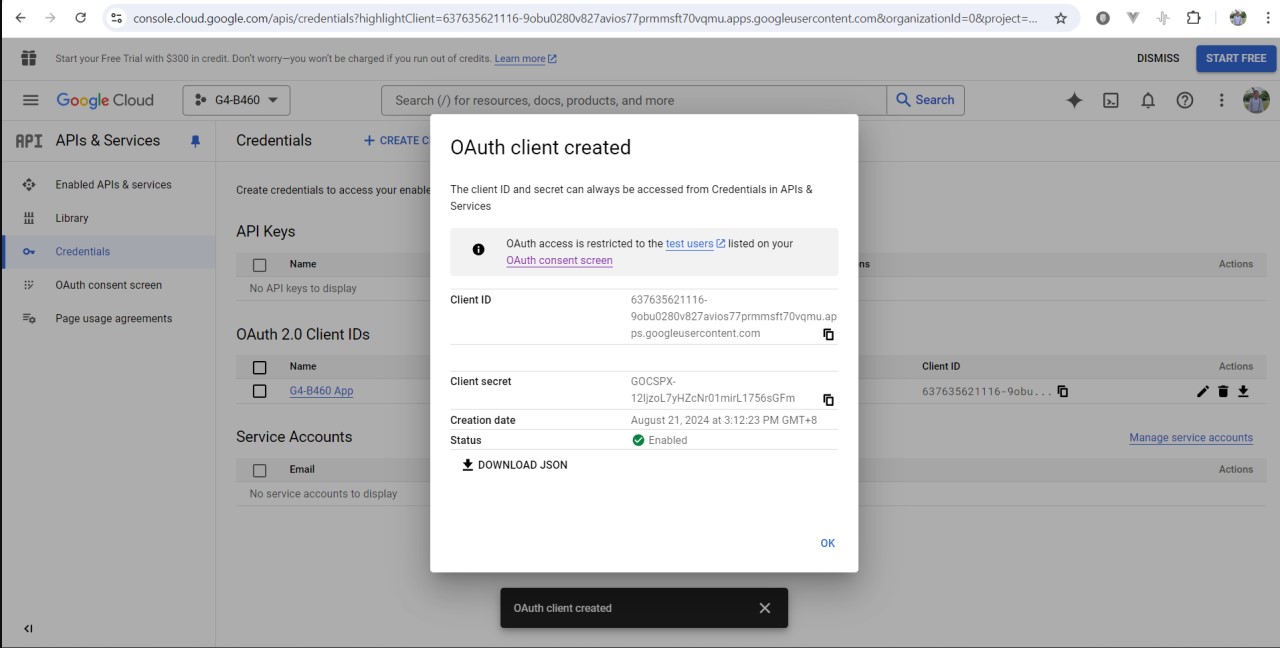 console.cloud.google.com/apis/credentials?highlightClient=637635621116-9obu0280v827avios77prmmsft70vqmu.apps.googleusercontent.com&organizationId=0&project=...
Start your Free Trial with $300 in credit. Don't worry—you won't be charged if you run out of credits. Learn more
DISMISS
START FREE
Google Cloud
G4-B460
Search (/) for resources, docs, products, and more
Search
API APIs & Services
Enabled APIs & services
Library
Credentials
OAuth consent screen
Page usage agreements
Credentials
+ CREATE C
Create credentials to access your enable
API Keys
Name
ns
Actions
No API keys to display
OAuth 2.0 Client IDs
Name
Client ID
Actions
G4-B460 App
637635621116-9obu...
Service Accounts
Manage service accounts
Email
Actions
No service accounts to display
OAuth client created
The client ID and secret can always be accessed from Credentials in APIs &
Services
OAuth access is restricted to the test users listed on your
OAuth consent screen
Client ID
637635621116-
9obu0280v827avios77prmmsft70vqmu.ap
ps.googleusercontent.com
Client secret
GOCSPX-
12IjzoL7yHZcNr01mirL1756sGFm
Creation date
August 21, 2024 at 3:12:23 PM GMT+8
Status
Enabled
DOWNLOAD JSON
OK
OAuth client created